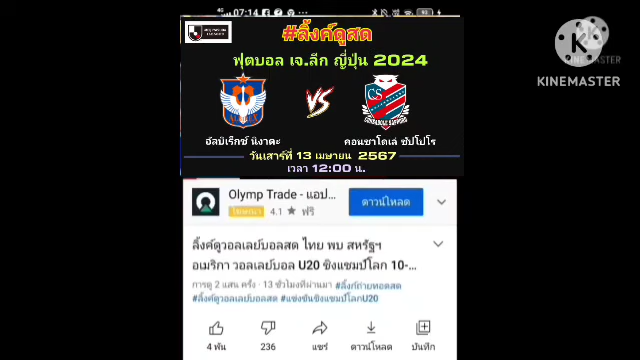 4G 07:14
#ลิ้งค์ดูสด
ฟุตบอล เจ.ลีก ญี่ปุ่น 2024
อัลบิเร็กซ์ นิงาตะ
VS
CS
คอนซาโดเล่ ซัปโปโร
วันเสาร์ที่ 13 เมษายน 2567
เวลา 12:00 น.
KINEMASTER
Olymp Trade - แอป...
โฆษณา 4.1 ★ ฟรี
ดาวน์โหลด
ลิ้งค์ดูวอลเลย์บอลสด ไทย พบ สหรัฐฯ
อเมริกา วอลเลย์บอล U20 ชิงแชมป์โลก 10-...
การดู 2 แสน ครั้ง · 13 ชั่วโมงที่ผ่านมา #ลิ้งก์ถ่ายทอดสด
#ลิ้งค์ดูวอลเลย์บอลสด #แข่งขันชิงแชมป์โลกU20
4 พัน
236
แชร์
ดาวน์โหลด
บันทึก